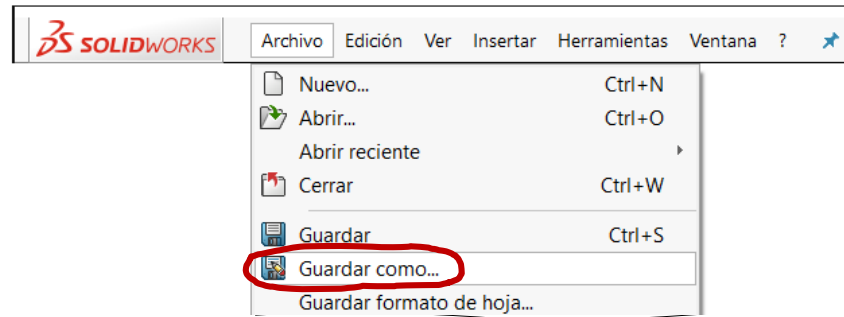 SOLIDWORKS Archivo Edición Ver Insertar Herramientas Ventana ?
Nuevo... Ctrl+N
Abrir... Ctrl+O
Abrir reciente
Cerrar Ctrl+W
Guardar Ctrl+S
Guardar como...
Guardar formato de hoja...